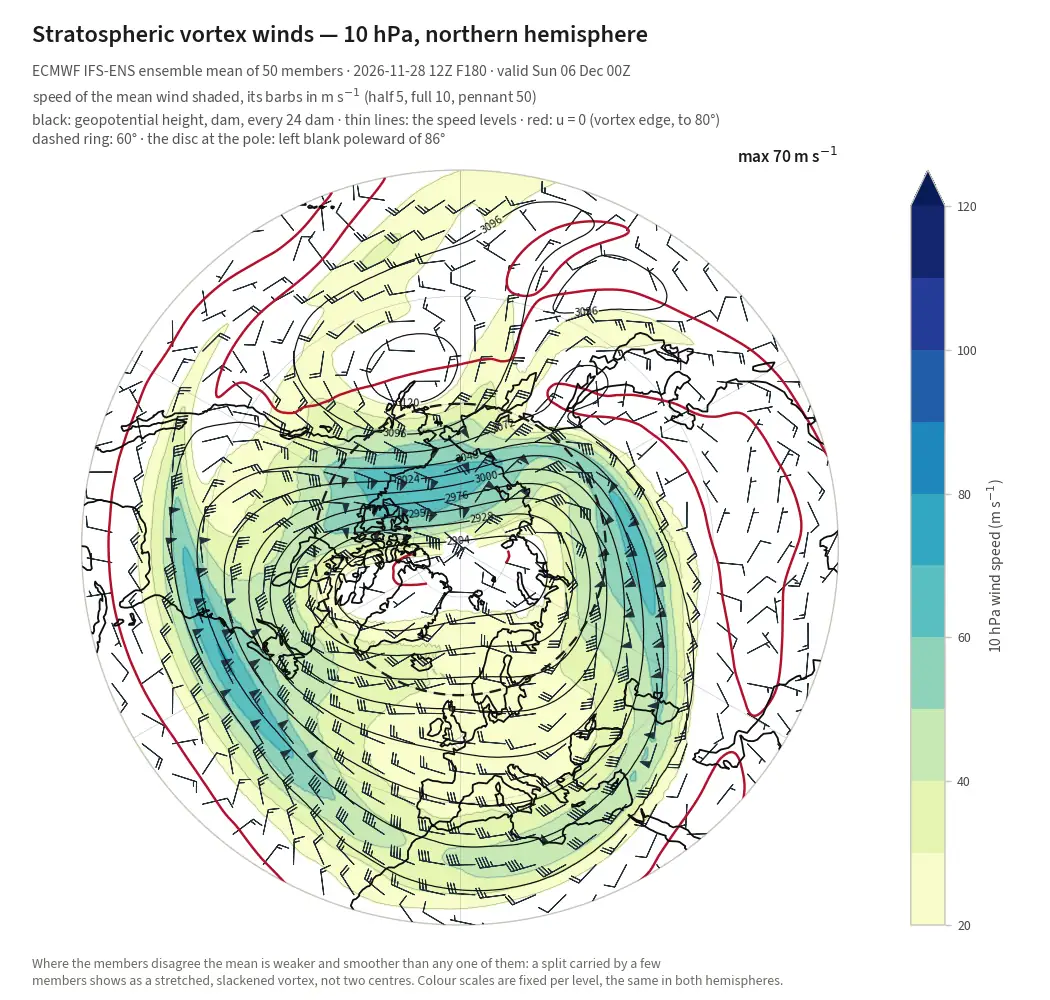 Stratospheric vortex winds — 10 hPa, northern hemisphere
ECMWF IFS-ENS ensemble mean of 50 members · 2026-11-28 12Z F180 · valid Sun 06 Dec 00Z
speed of the mean wind shaded, its barbs in m s⁻¹ (half 5, full 10, pennant 50)
black: geopotential height, dam, every 24 dam · thin lines: the speed levels · red: u = 0 (vortex edge, to 80°)
dashed ring: 60° · the disc at the pole: left blank poleward of 86°
max 70 m s⁻¹
120
100
80
60
40
20
10 hPa wind speed (m s⁻¹)
3096
3096
3120
3096
3072
3048
3024
3000
2976
2952
2928
2904
Where the members disagree the mean is weaker and smoother than any one of them: a split carried by a few
members shows as a stretched, slackened vortex, not two centres. Colour scales are fixed per level, the same in both hemispheres.